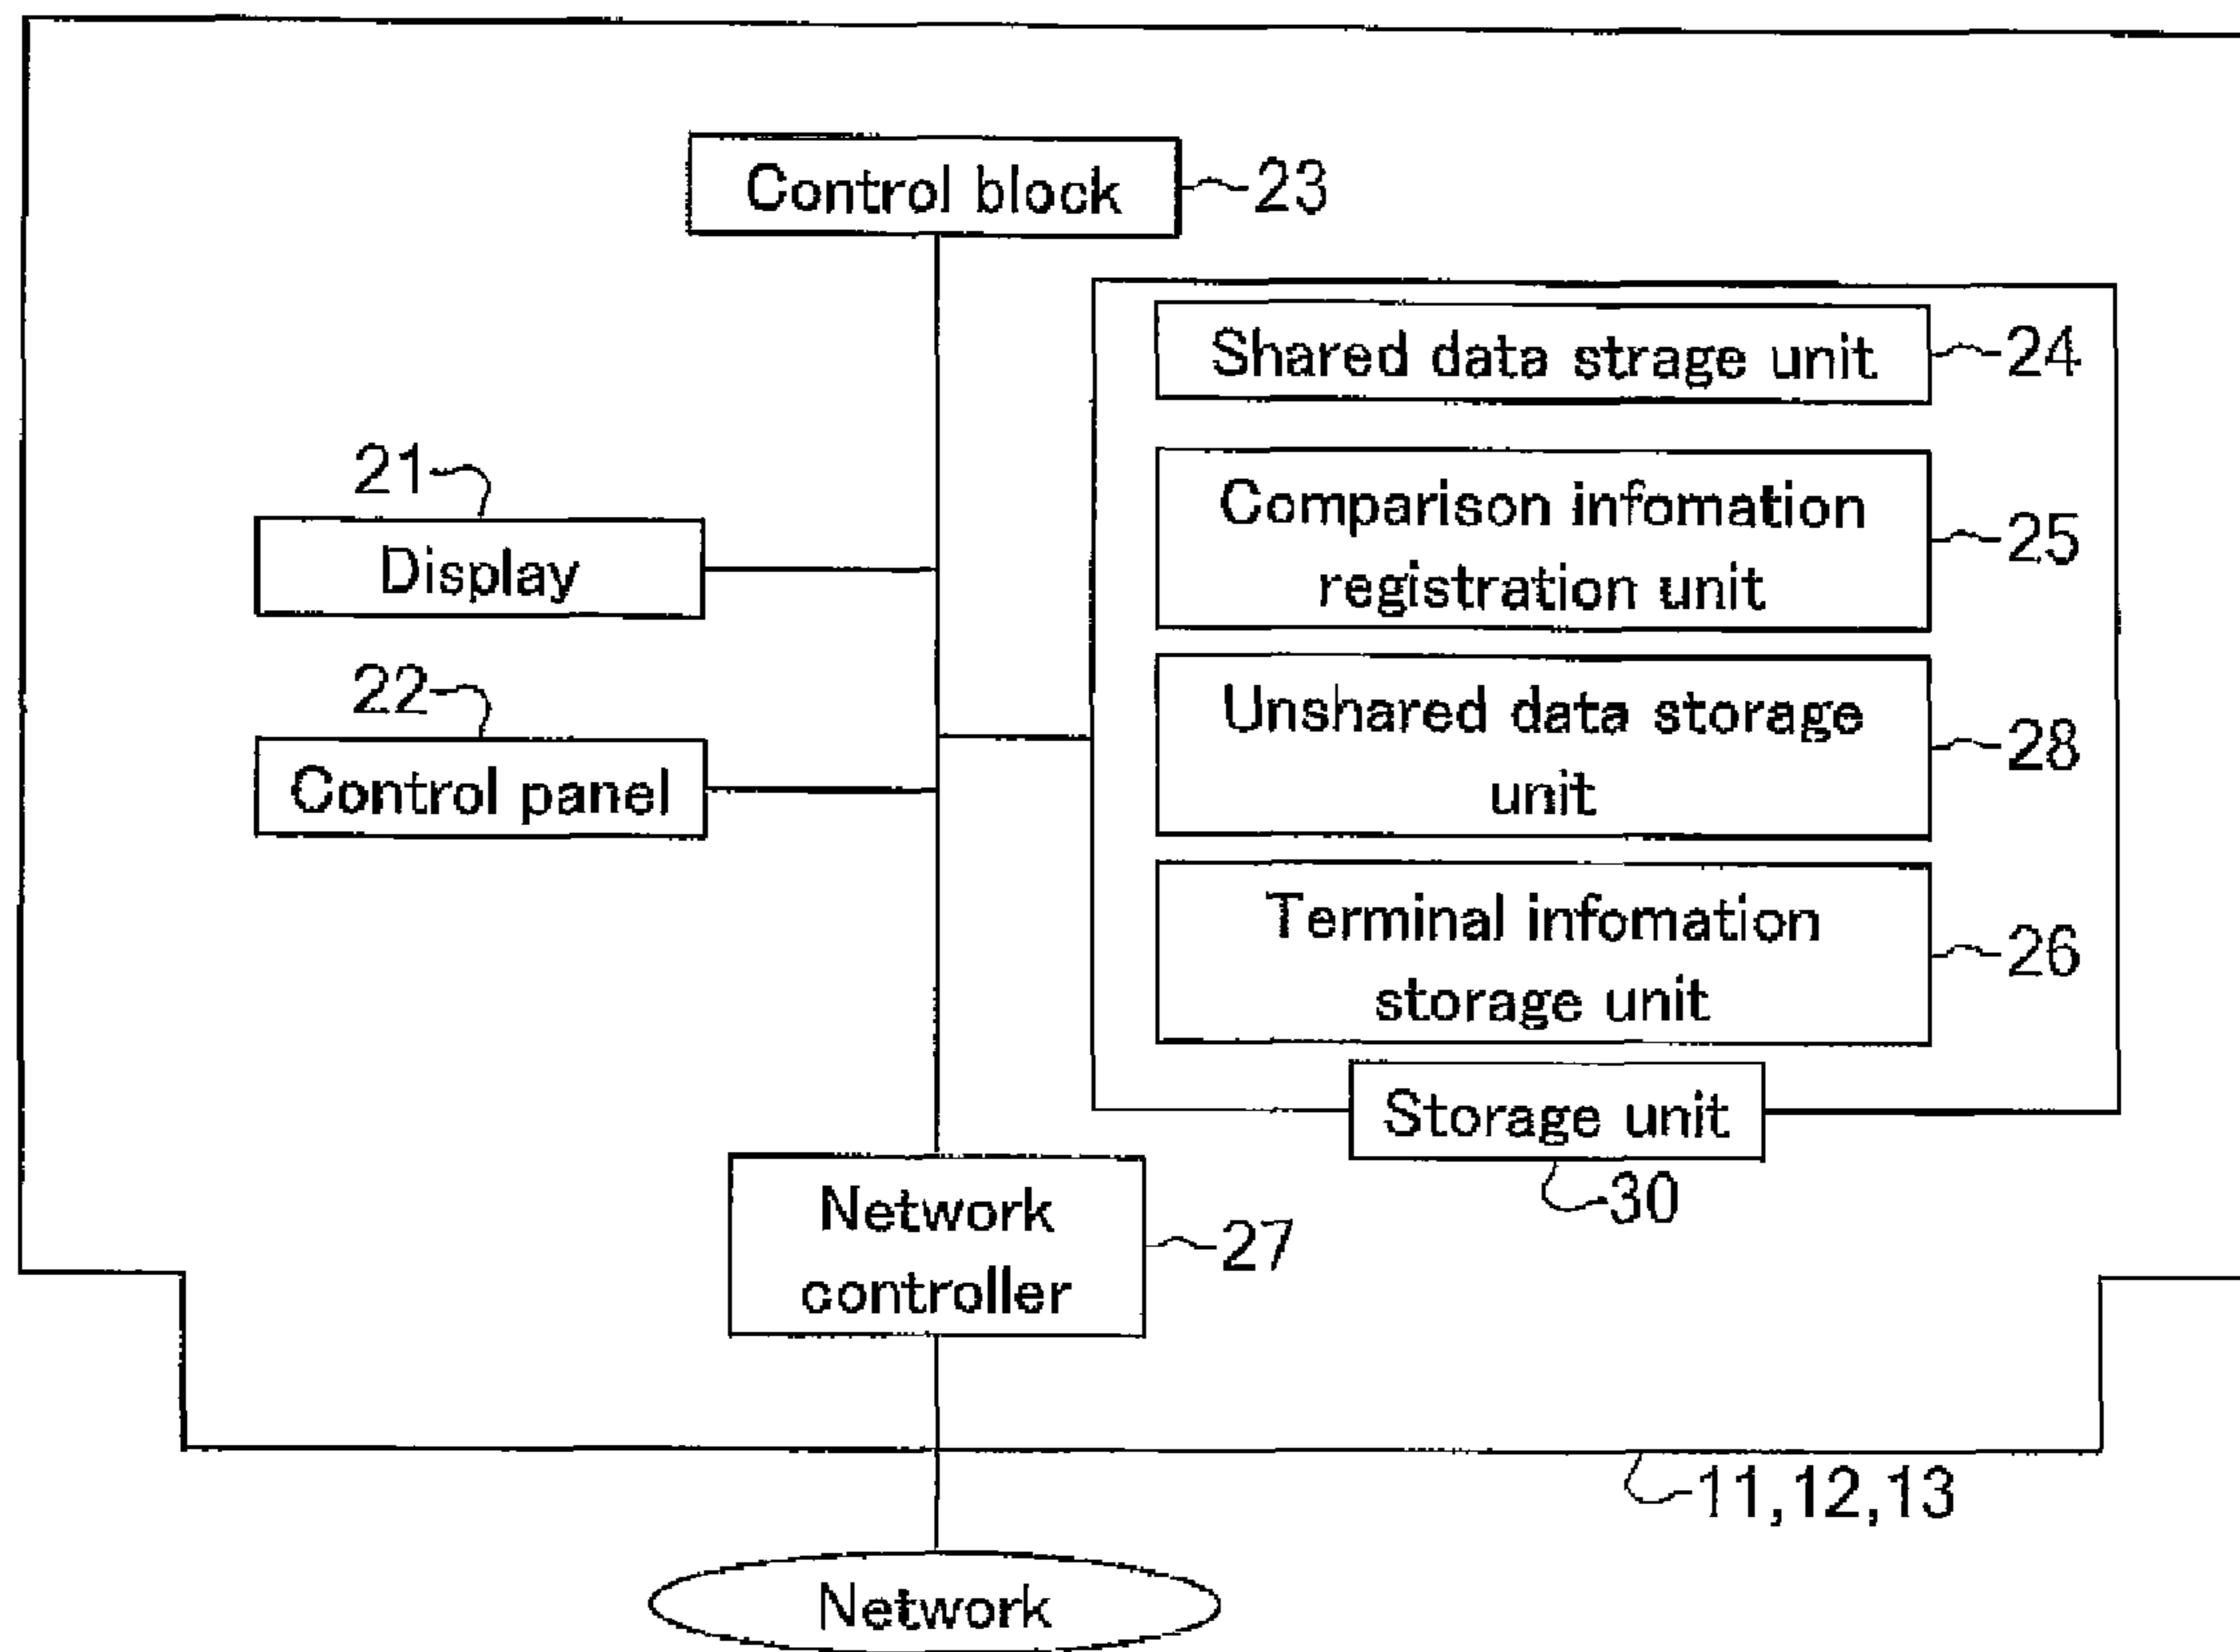 Control block
23
Shared data strage unit
24
21
Display
Comparison infomation
registration unit
25
22
Control panel
Unshared data storage
unit
28
Terminal infomation
storage unit
26
Storage unit
30
Network
controller
27
11,12,13
Network